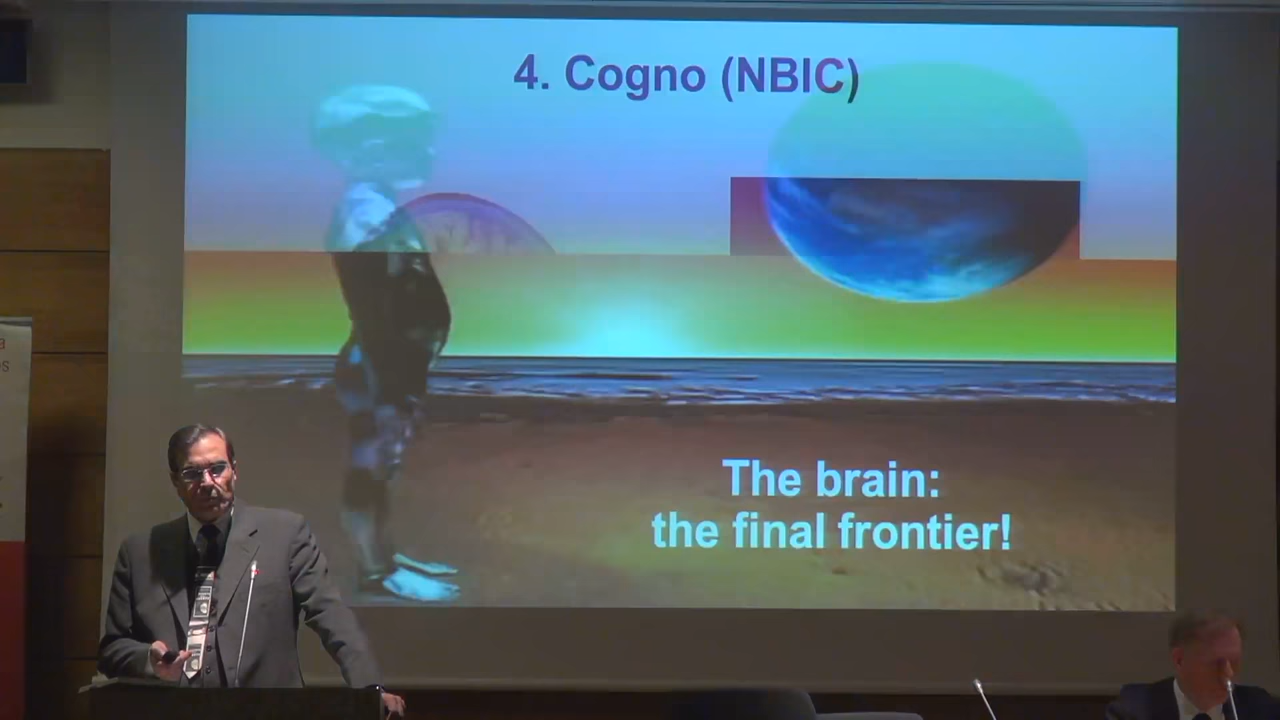 4. Cogno (NBIC)
The brain:
the final frontier!
a
s